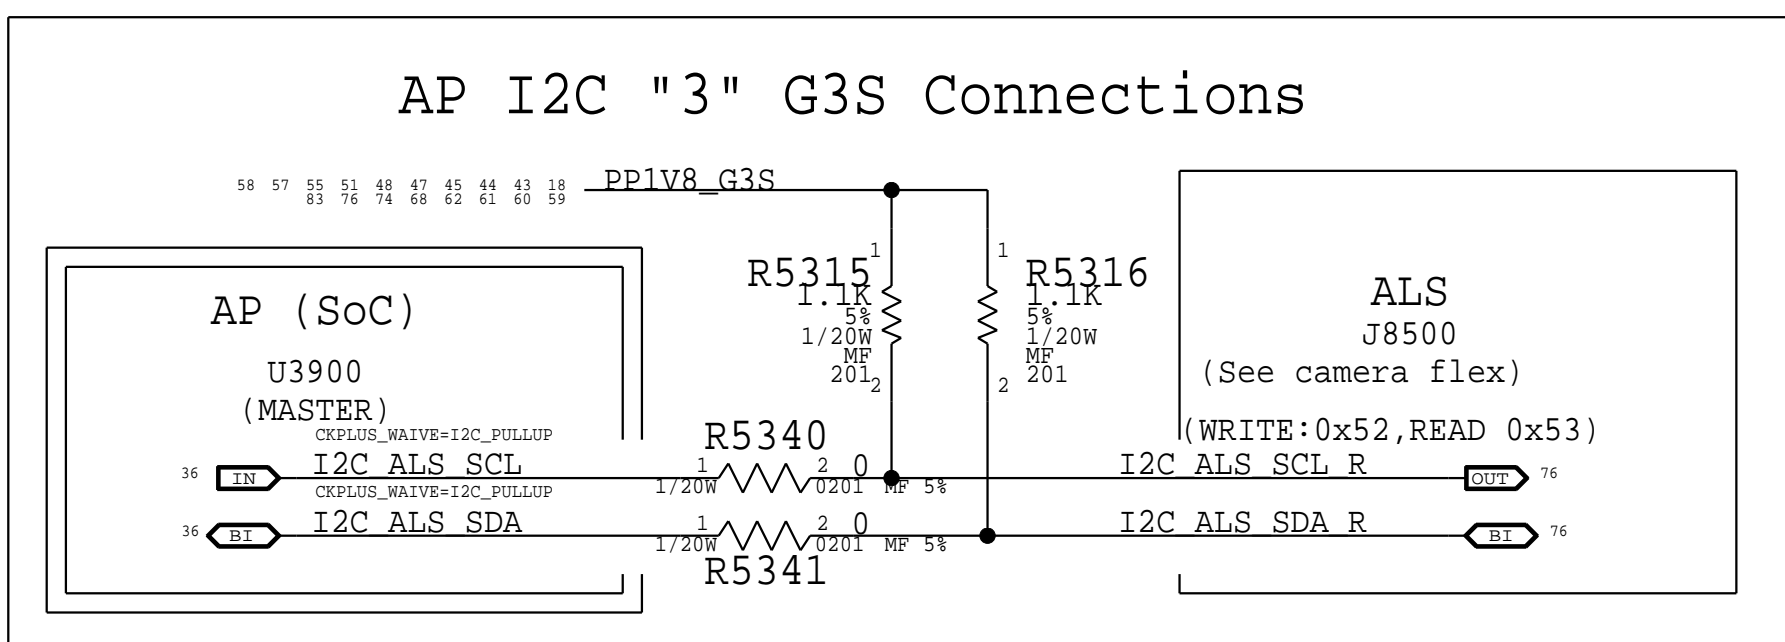 AP I2C "3" G3S Connections
58 57 55 51 48 47 45 44 43 18
83 76 74 68 62 61 60 59
PP1V8_G3S
AP (SoC)
U3900
(MASTER)
R5315
1.1K
5%
1/20W
MF
201
1
2
R5316
1.1K
5%
1/20W
MF
201
1
2
ALS
J8500
(See camera flex)
(WRITE:0x52,READ 0x53)
CKPLUS_WAIVE=I2C_PULLUP
36 IN I2C_ALS_SCL
R5340
1 2 0
1/20W 0201 MF 5%
I2C_ALS_SCL_R OUT 76
CKPLUS_WAIVE=I2C_PULLUP
36 BI I2C_ALS_SDA
1 2 0
1/20W 0201 MF 5%
R5341
I2C_ALS_SDA_R BI 76